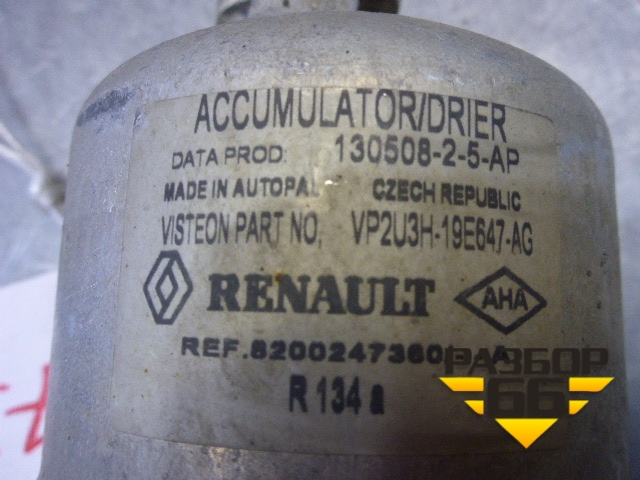 ACCUMULATOR/DRIER
DATA PROD: 130508-2-5-AP
MADE IN AUTOPAL CZECH REPUBLIC
VISTEON PART NO, VP2U3H-19E647-AG
RENAULT AHA
REF.8200247360 A
R 134 a
РАЗБОР
66